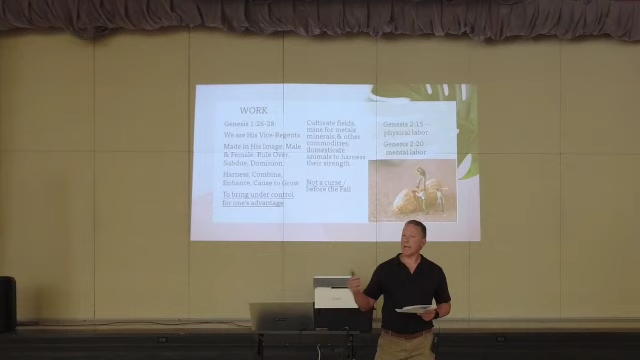 WORK
Genesis 1:26-28:
We are His Vice-Regents
Made in His Image, Male
& Female: Rule Over,
Subdue, Dominion.
Harness, Combine,
Enhance, Cause to Grow
To bring under control
for one's advantage
Cultivate fields,
mine for metals
minerals, & other
commodities,
domesticate
animals to harness
their strength.
Not a curse /
before the Fall
Genesis 2:15 –
physical labor
Genesis 2:20 –
mental labor